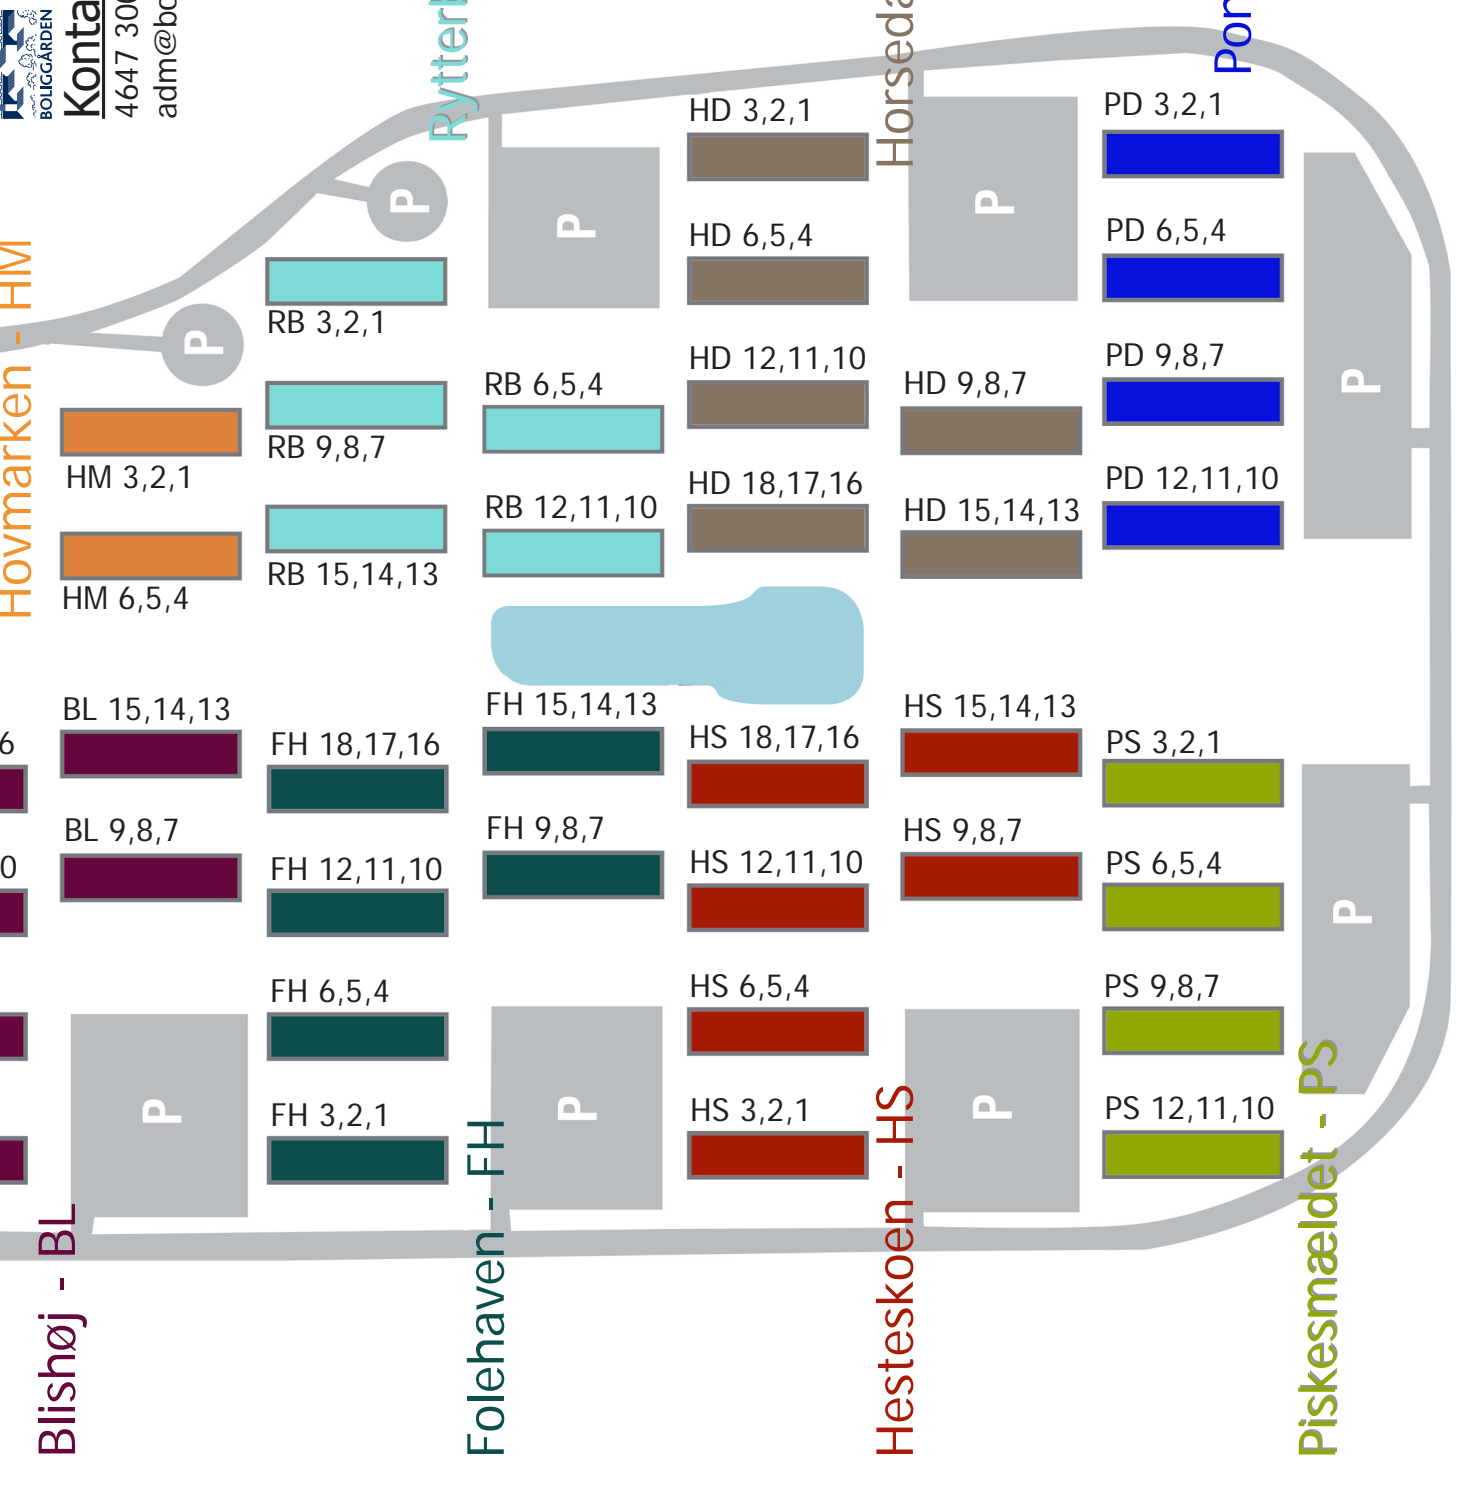 BOLIGGÅRDEN
HD 3,2,1
PD 3,2,1
P
P
P
HD 6,5,4
PD 6,5,4
RB 3,2,1
P
HD 12,11,10
PD 9,8,7
RB 6,5,4
HD 9,8,7
P
RB 9,8,7
HM 3,2,1
HD 18,17,16
PD 12,11,10
RB 12,11,10
HD 15,14,13
RB 15,14,13
HM 6,5,4
Hovmarken - HM
BL 15,14,13
FH 15,14,13
HS 15,14,13
FH 18,17,16
HS 18,17,16
PS 3,2,1
BL 9,8,7
FH 9,8,7
HS 9,8,7
FH 12,11,10
HS 12,11,10
PS 6,5,4
P
FH 6,5,4
HS 6,5,4
PS 9,8,7
P
P
P
FH 3,2,1
HS 3,2,1
PS 12,11,10
Blishøj - BL
Folehaven - FH
Hesteskoen - HS
Piskesmældet - PS